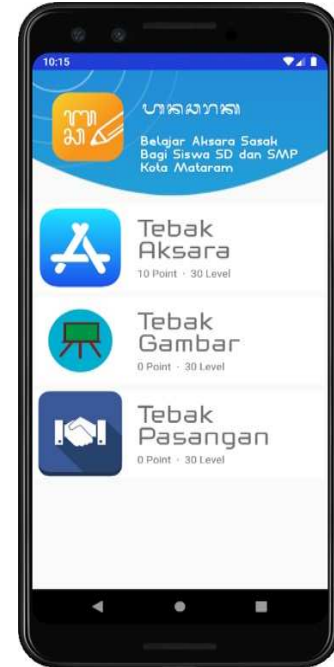 10:15
Belajar Aksara Sasak
Bagi Siswa SD dan SMP
Kota Mataram
Tebak
Aksara
10 Point · 30 Level
Tebak
Gambar
0 Point · 30 Level
Tebak
Pasangan
0 Point · 30 Level